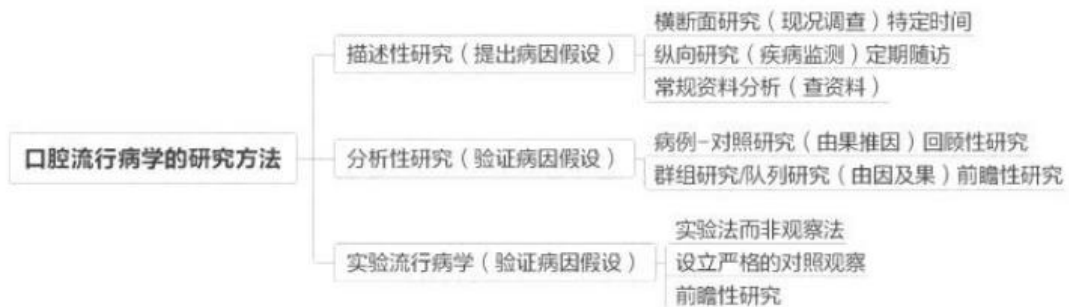 口腔流行病学的研究方法
描述性研究（提出病因假设）
横断面研究（现况调查）特定时间
纵向研究（疾病监测）定期随访
常规资料分析（查资料）
分析性研究（验证病因假设）
病例-对照研究（由果推因）回顾性研究
群组研究/队列研究（由因及果）前瞻性研究
实验流行病学（验证病因假设）
实验法而非观察法
设立严格的对照观察
前瞻性研究